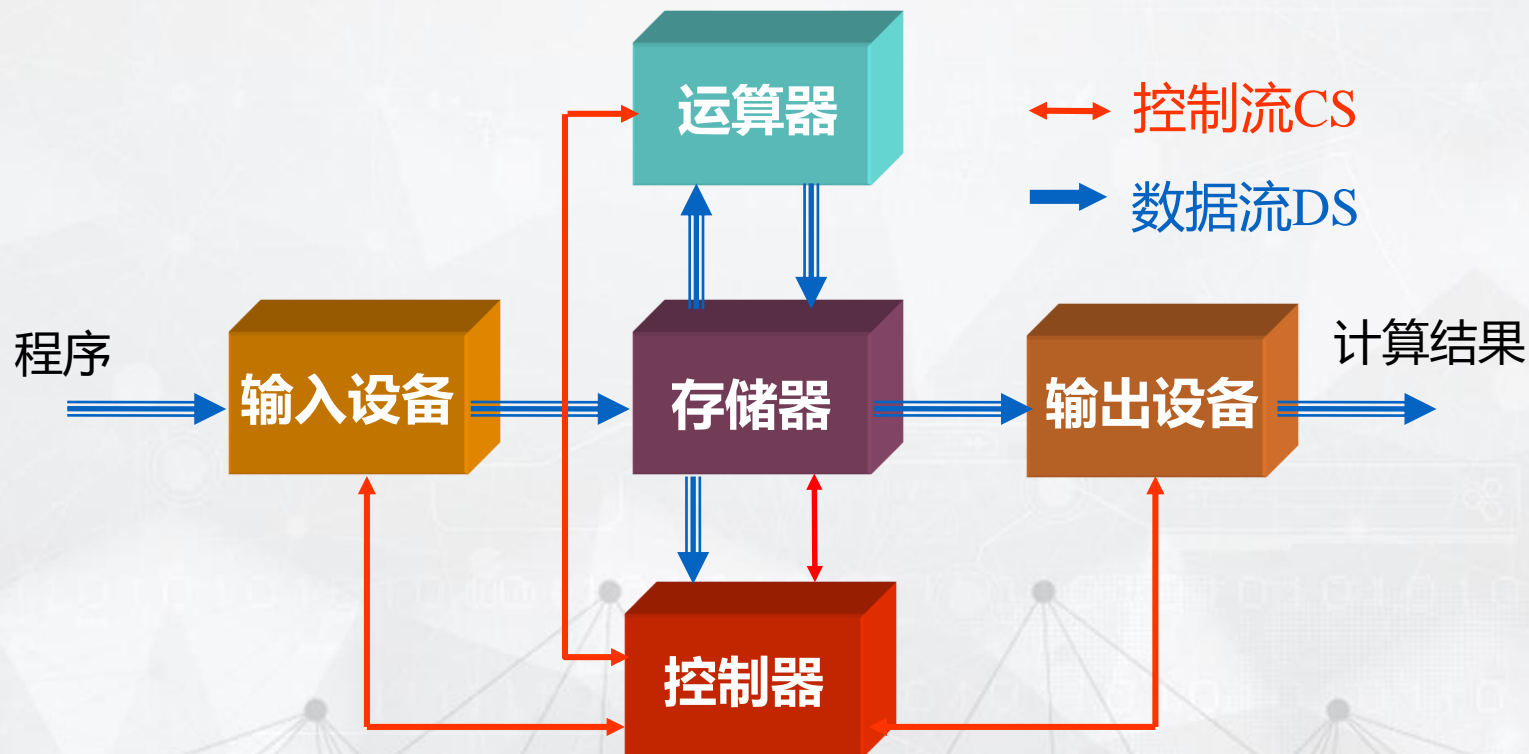 运算器
控制流CS
数据流DS
程序
输入设备
存储器
输出设备
计算结果
控制器